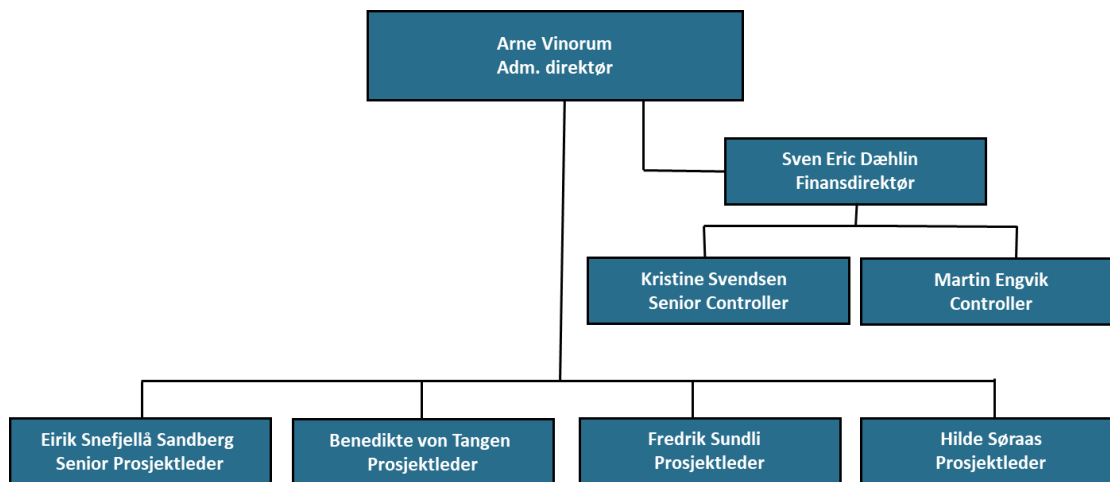 Arne Vinorum
Adm. direktør
Sven Eric Dæhlin
Finansdirektør
Kristine Svendsen
Senior Controller
Martin Engvik
Controller
Eirik Snefjellå Sandberg
Senior Prosjektleder
Benedikte von Tangen
Prosjektleder
Fredrik Sundli
Prosjektleder
Hilde Søraas
Prosjektleder